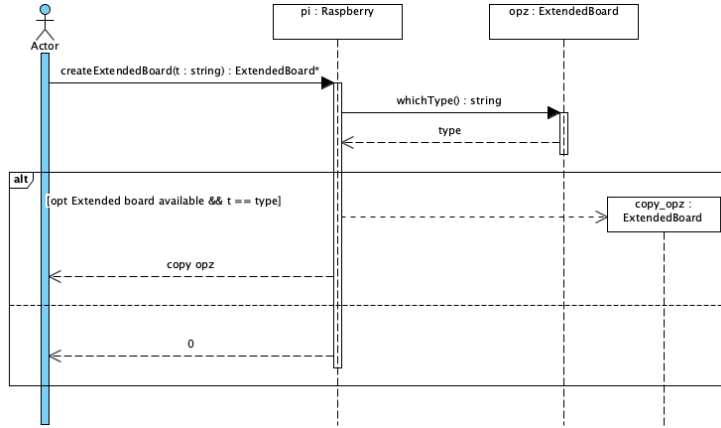 pi : Raspberry
opz : ExtendedBoard
Actor
createExtendedBoard(t : string) : ExtendedBoard*
whichType() : string
type
alt
[opt Extended board available && t == type]
copy_opz :
ExtendedBoard
copy opz
0